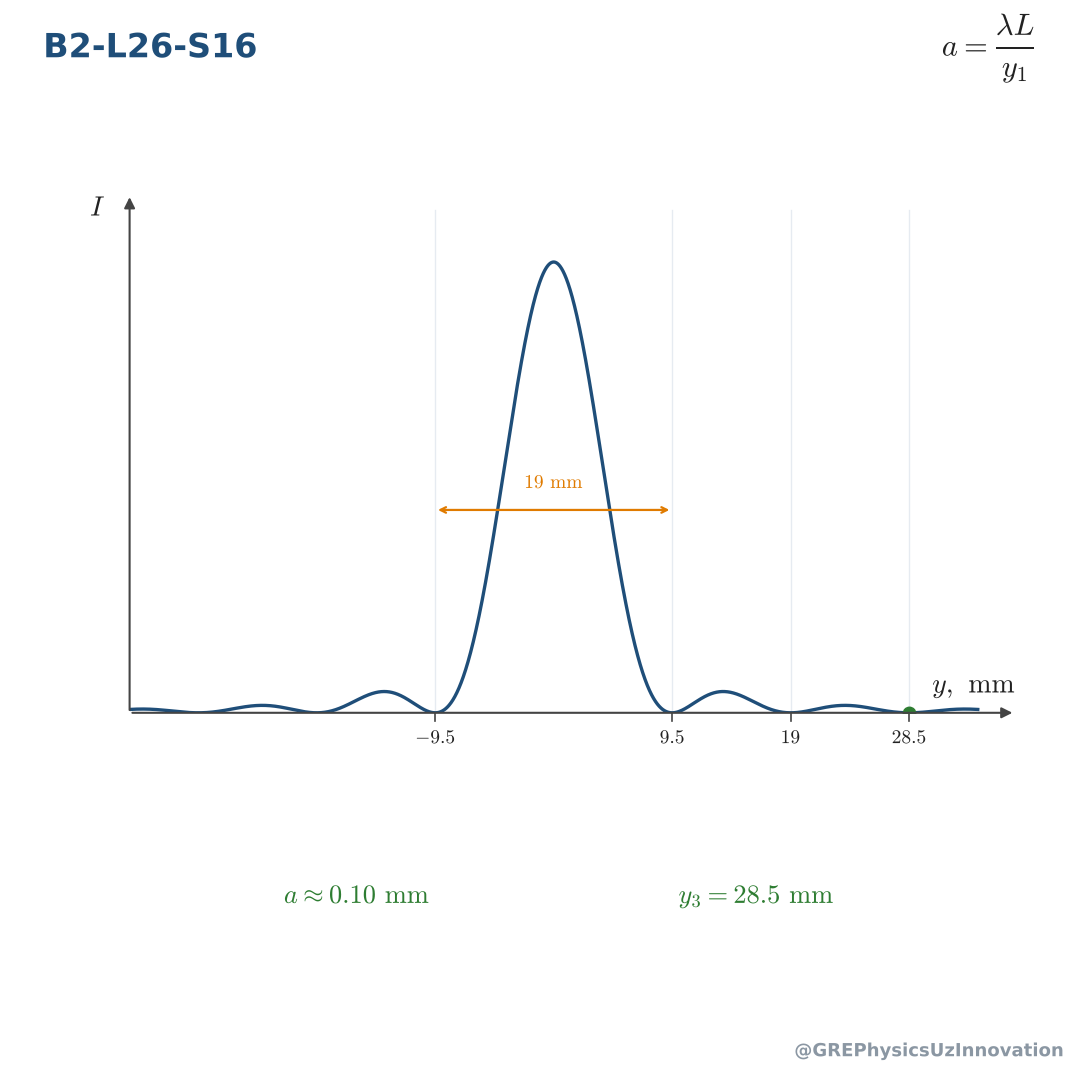 B2-L26-S16
a = λL / y₁
I
19 mm
y, mm
−9.5
9.5
19
28.5
a ≈ 0.10 mm
y₃ = 28.5 mm
@GREPhysicsUzInnovation